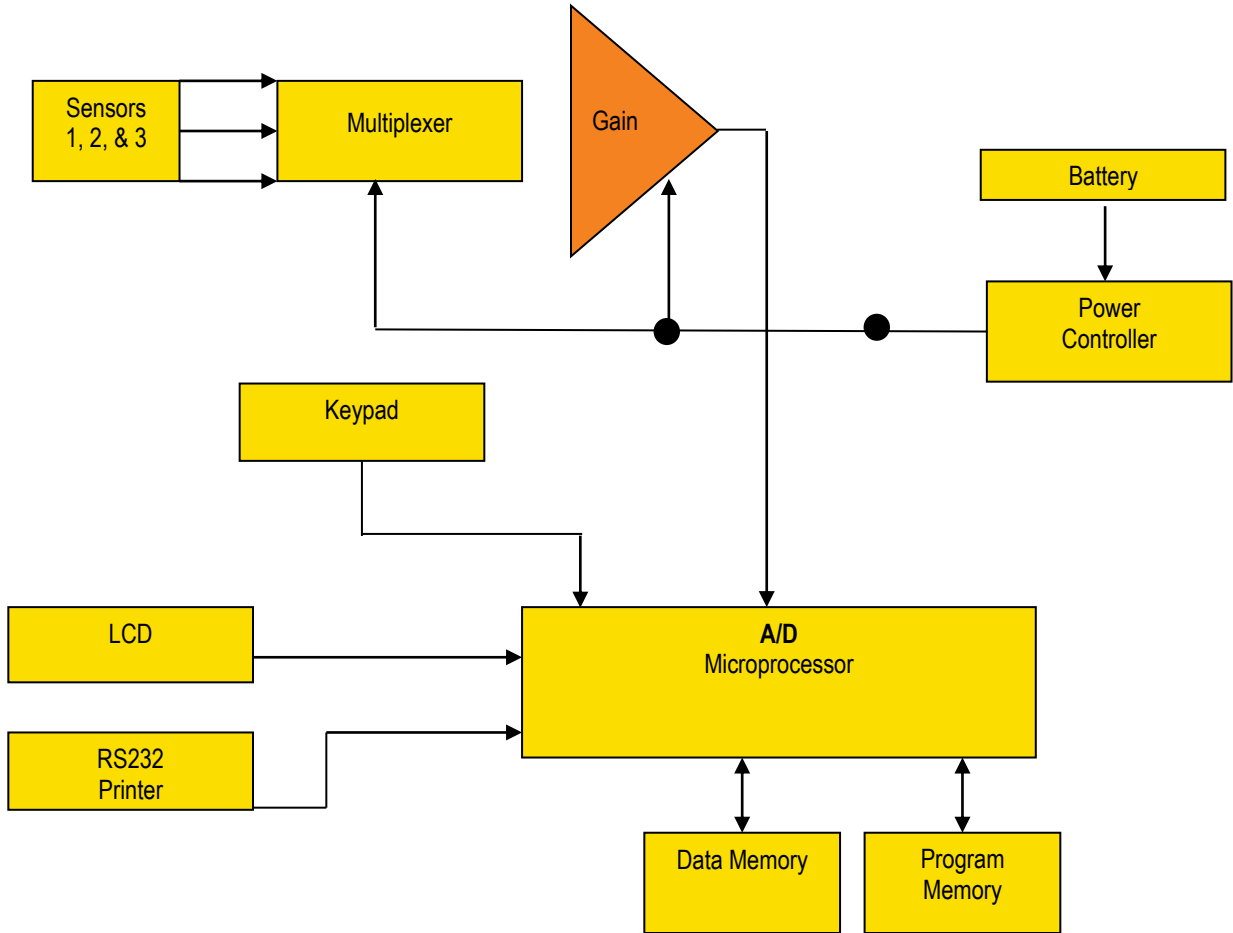 Sensors
1, 2, & 3
Multiplexer
Gain
Battery
Power
Controller
Keypad
LCD
A/D
Microprocessor
RS232
Printer
Data Memory
Program
Memory